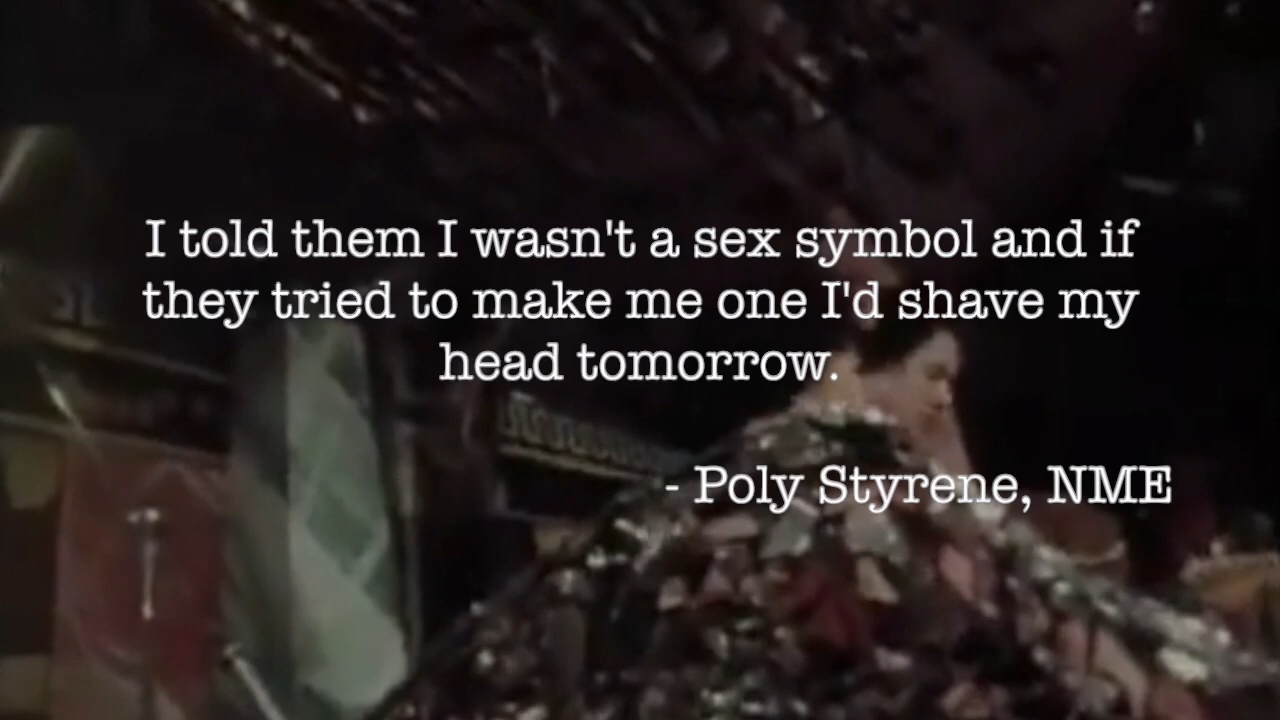 I told them I wasn't a sex symbol and if
they tried to make me one I'd shave my
head tomorrow.
- Poly Styrene, NME